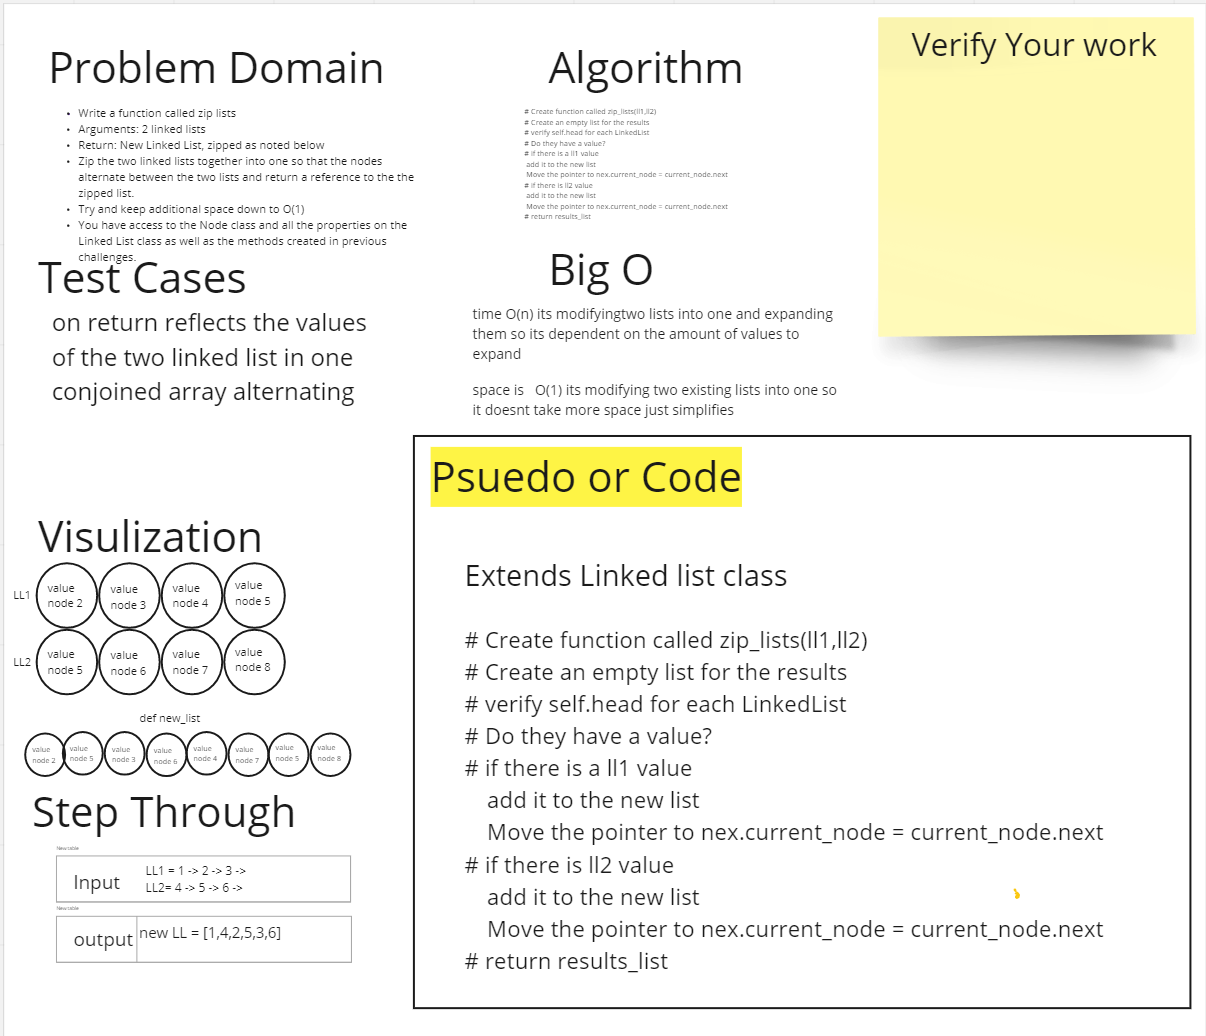 Problem Domain
• Write a function called zip lists
• Arguments: 2 linked lists
• Return: New Linked List, zipped as noted below
• Zip the two linked lists together into one so that the nodes
alternate between the two lists and return a reference to the the
zipped list.
• Try and keep additional space down to O(1)
• You have access to the Node class and all the properties on the
Linked List class as well as the methods created in previous
challenges.
Test Cases
on return reflects the values
of the two linked list in one
conjoined array alternating
Visulization
LL1
value
node 2
value
node 3
value
node 4
value
node 5
LL2
value
node 5
value
node 6
value
node 7
value
node 8
def new_list
value
node 2
value
node 5
value
node 3
value
node 6
value
node 4
value
node 7
value
node 5
value
node 8
Step Through
New table
Input
LL1 = 1 -> 2 -> 3 ->
LL2= 4 -> 5 -> 6 ->
New table
output
new LL = [1,4,2,5,3,6]
Algorithm
# Create function called zip_lists(ll1,ll2)
# Create an empty list for the results
# verify self.head for each LinkedList
# Do they have a value?
# if there is a ll1 value
add it to the new list
Move the pointer to nex.current_node = current_node.next
# if there is ll2 value
add it to the new list
Move the pointer to nex.current_node = current_node.next
# return results_list
Big O
time O(n) its modifyingtwo lists into one and expanding
them so its dependent on the amount of values to
expand
space is O(1) its modifying two existing lists into one so
it doesnt take more space just simplifies
Verify Your work
Psuedo or Code
Extends Linked list class
# Create function called zip_lists(ll1,ll2)
# Create an empty list for the results
# verify self.head for each LinkedList
# Do they have a value?
# if there is a ll1 value
add it to the new list
Move the pointer to nex.current_node = current_node.next
# if there is ll2 value
add it to the new list
Move the pointer to nex.current_node = current_node.next
# return results_list